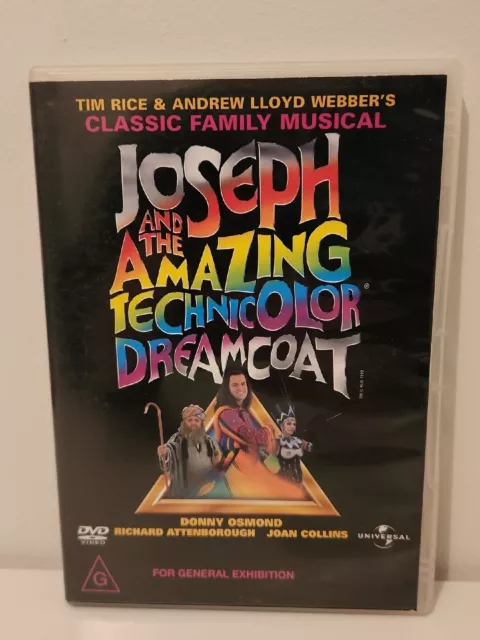 TIM RICE & ANDREW LLOYD WEBBER'S
CLASSIC FAMILY MUSICAL
JOSEPH
AND THE
AMAZING
TECHNICOLOR®
DREAMCOAT
DONNY OSMOND
RICHARD ATTENBOROUGH JOAN COLLINS
DVD
VIDEO
UNIVERSAL
G
FOR GENERAL EXHIBITION